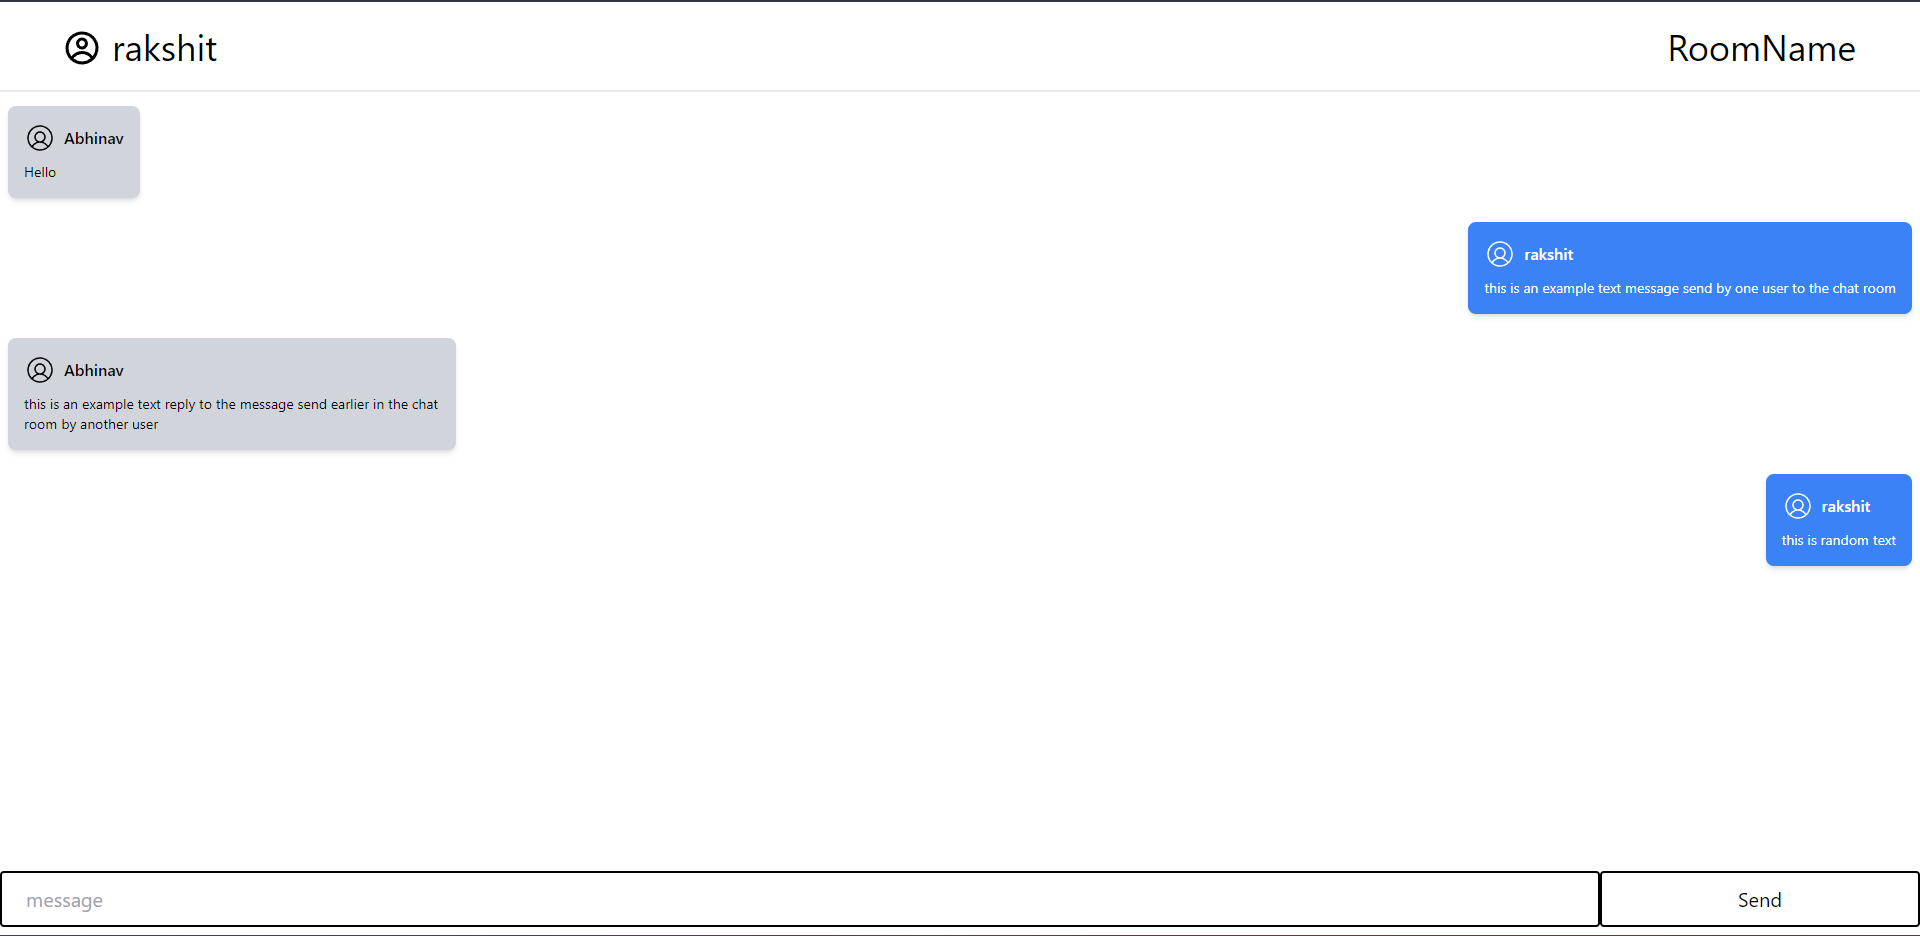 rakshit
RoomName
Abhinav
Hello
rakshit
this is an example text message send by one user to the chat room
Abhinav
this is an example text reply to the message send earlier in the chat
room by another user
rakshit
this is random text
message
Send